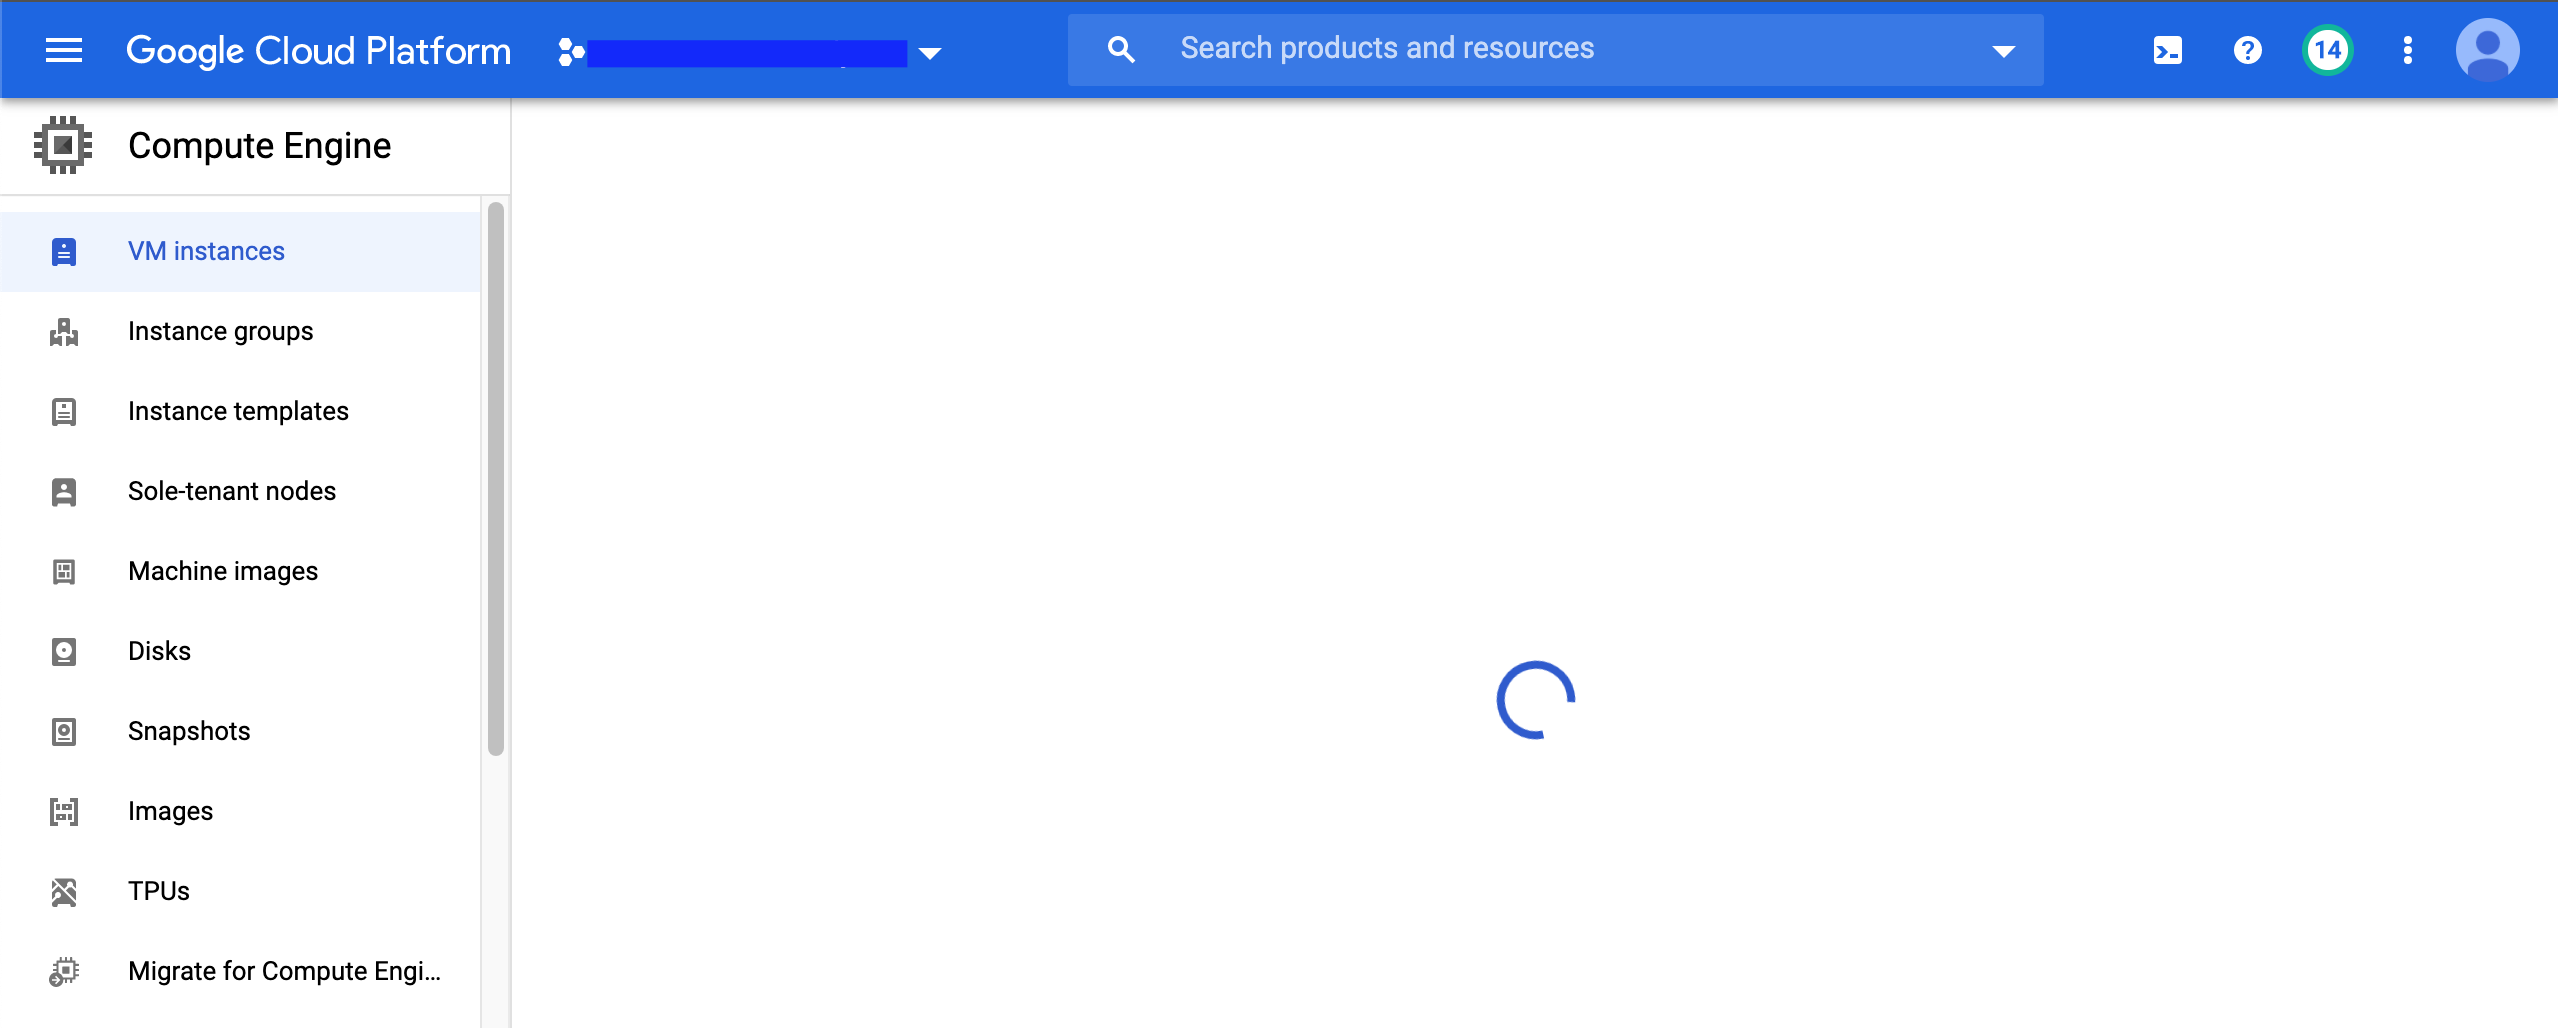 Google Cloud Platform
Search products and resources
14
Compute Engine
VM instances
Instance groups
Instance templates
Sole-tenant nodes
Machine images
Disks
Snapshots
Images
TPUs
Migrate for Compute Engi...